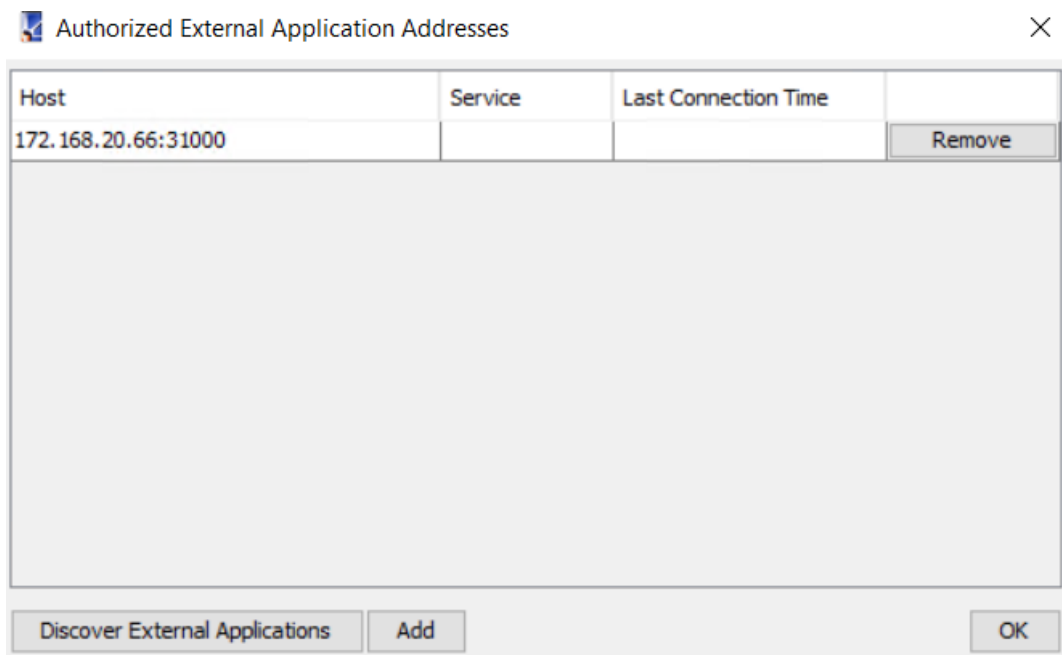 Authorized External Application Addresses
Host Service Last Connection Time
172.168.20.66:31000 Remove
Discover External Applications Add OK